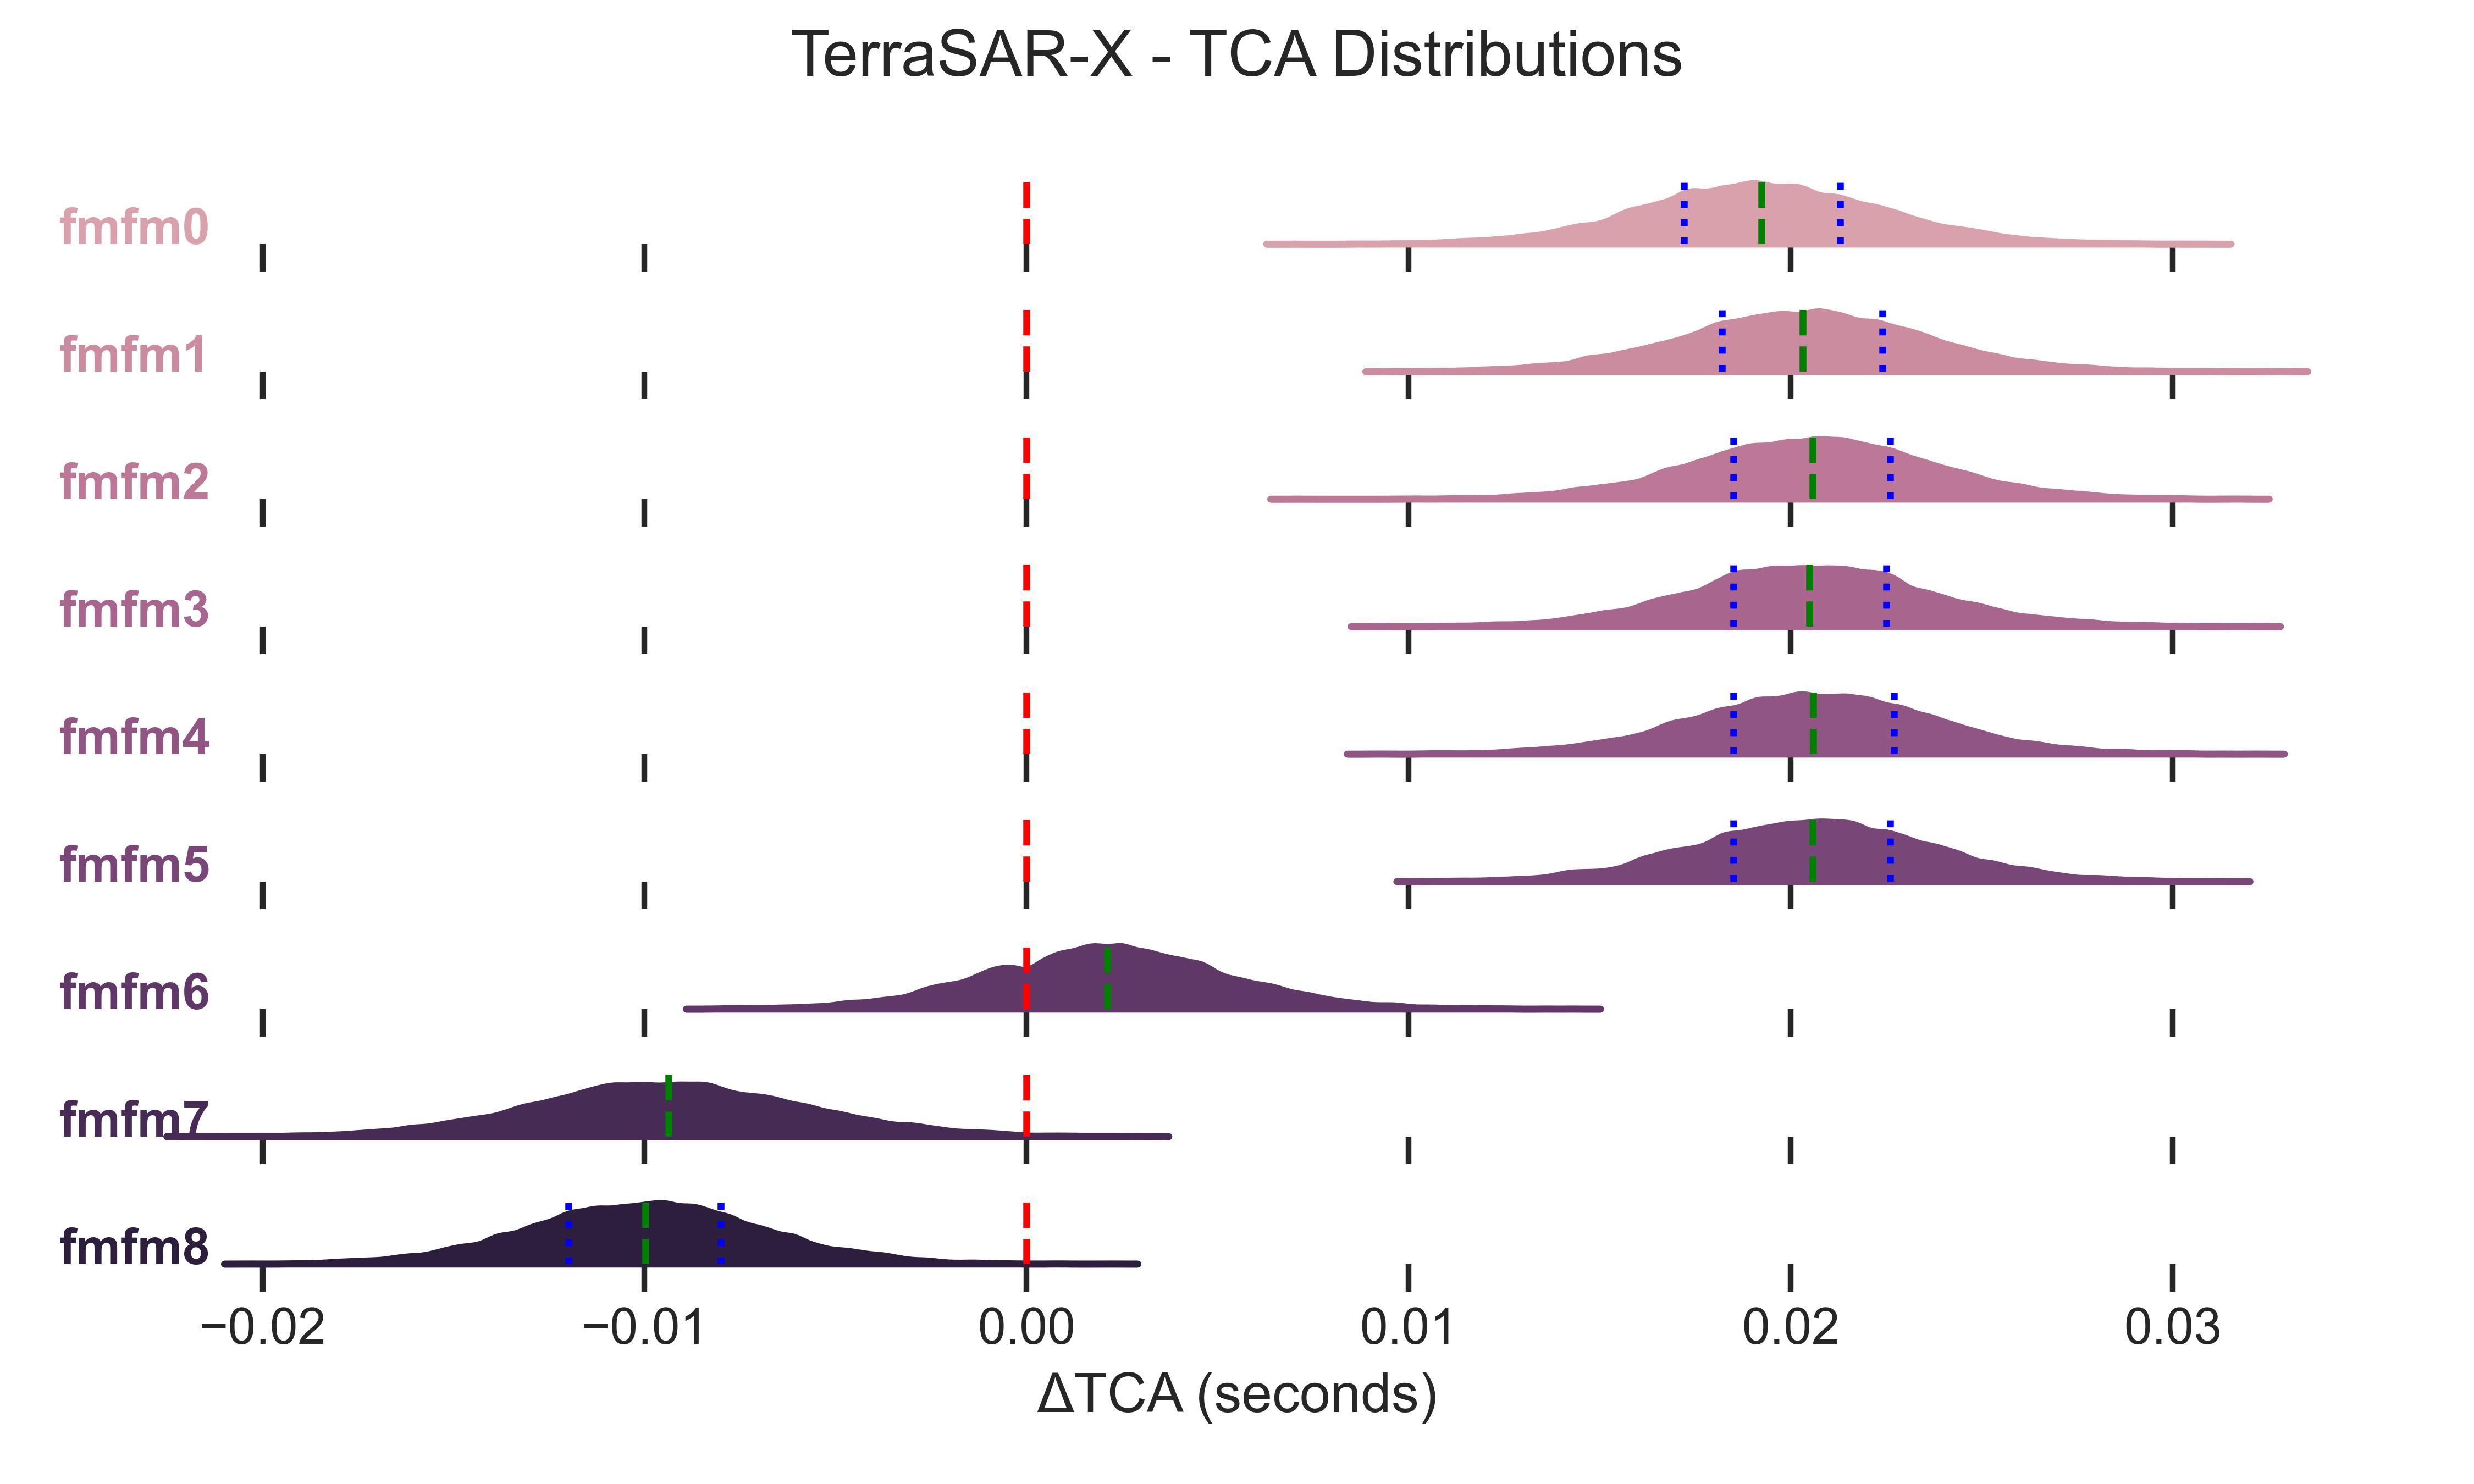 TerraSAR-X - TCA Distributions
fmfm0
fmfm1
fmfm2
fmfm3
fmfm4
fmfm5
fmfm6
fmfm7
fmfm8
−0.02 −0.01 0.00 0.01 0.02 0.03
ΔTCA (seconds)